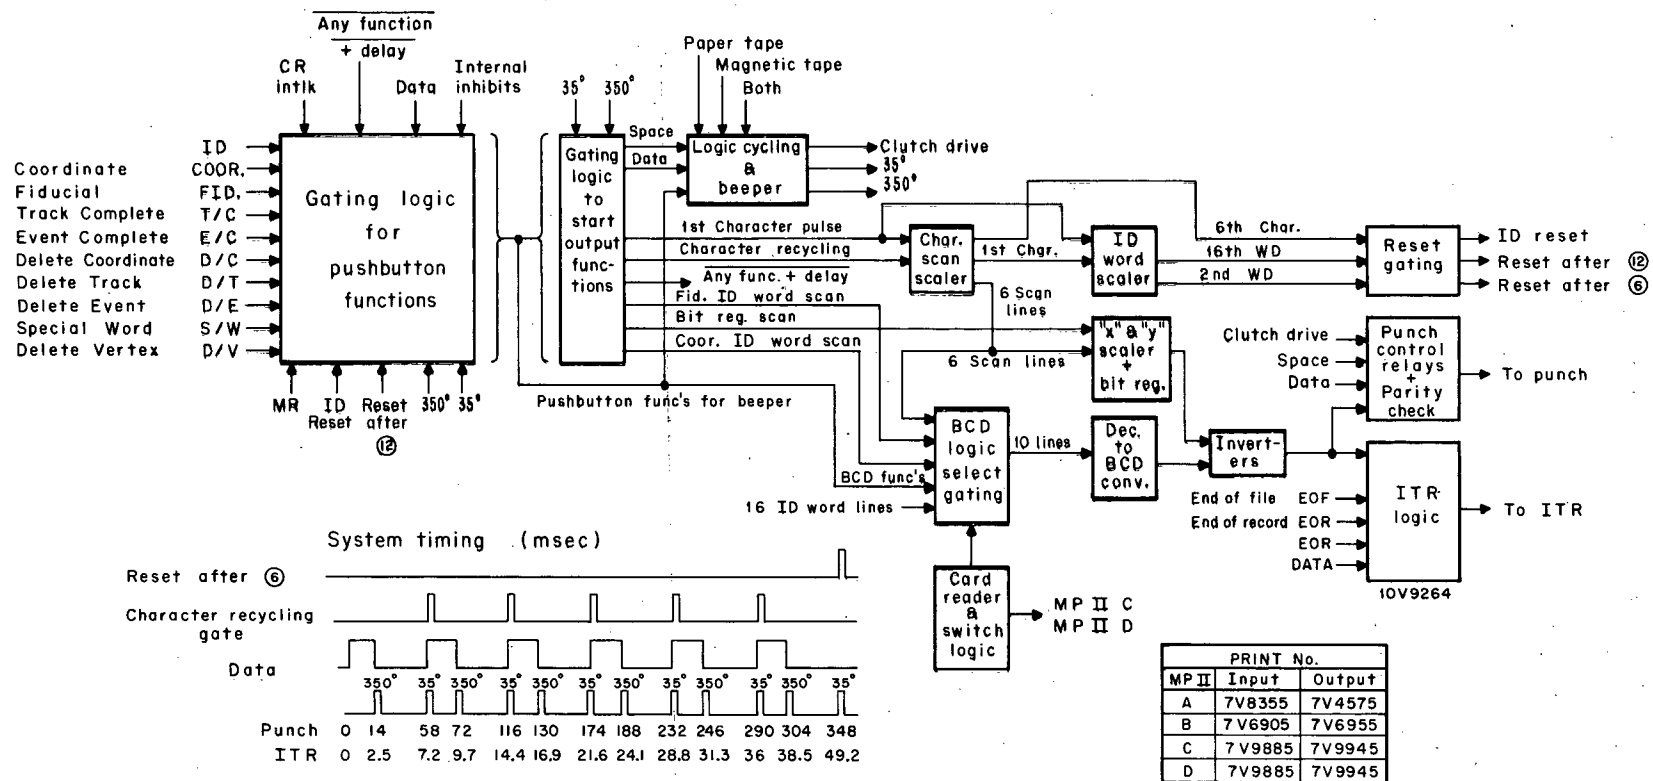 Any function
+ delay
CR
intlk
Data
Internal
inhibits
35° 350°
Paper tape
Magnetic tape
Both
ID
Coordinate COOR.
Fiducial FID.
Track Complete T/C
Event Complete E/C
Delete Coordinate D/C
Delete Track D/T
Delete Event D/E
Special Word S/W
Delete Vertex D/V
Gating logic
for
pushbutton
functions
MR
ID
Reset
Reset
after
⑫
350° 35°
Gating
logic
to
start
output
func-
tions
Space
Data
Logic cycling
&
beeper
Clutch drive
35°
350°
1st Character pulse
Character recycling
Any func. + delay
Fid. ID word scan
Bit reg. scan
Coor. ID word scan
Pushbutton func's for beeper
Char.
scan
scaler
1st Char.
6 Scan
lines
6 Scan lines
ID
word
scaler
6th Char.
16th WD
2nd WD
Reset
gating
ID reset
Reset after ⑫
Reset after ⑥
"x" & "y"
scaler
+
bit reg.
Clutch drive
Space
Data
Punch
control
relays
+
Parity
check
To punch
BCD func's
16 ID word lines
BCD
logic
select
gating
10 lines
Dec.
to
BCD
conv.
Invert-
ers
End of file EOF
End of record EOR
EOR
DATA
ITR
logic
To ITR
10V9264
Card
reader
&
switch
logic
MP II C
MP II D
System timing (msec)
Reset after ⑥
Character recycling
gate
Data
350° 35° 350° 35° 350° 35° 350° 35° 350° 35° 350° 35°
Punch 0 14 58 72 116 130 174 188 232 246 290 304 348
ITR 0 2.5 7.2 9.7 14.4 16.9 21.6 24.1 28.8 31.3 36 38.5 49.2
PRINT No.
MP II Input Output
A 7V8355 7V4575
B 7V6905 7V6955
C 7V9885 7V9945
D 7V9885 7V9945